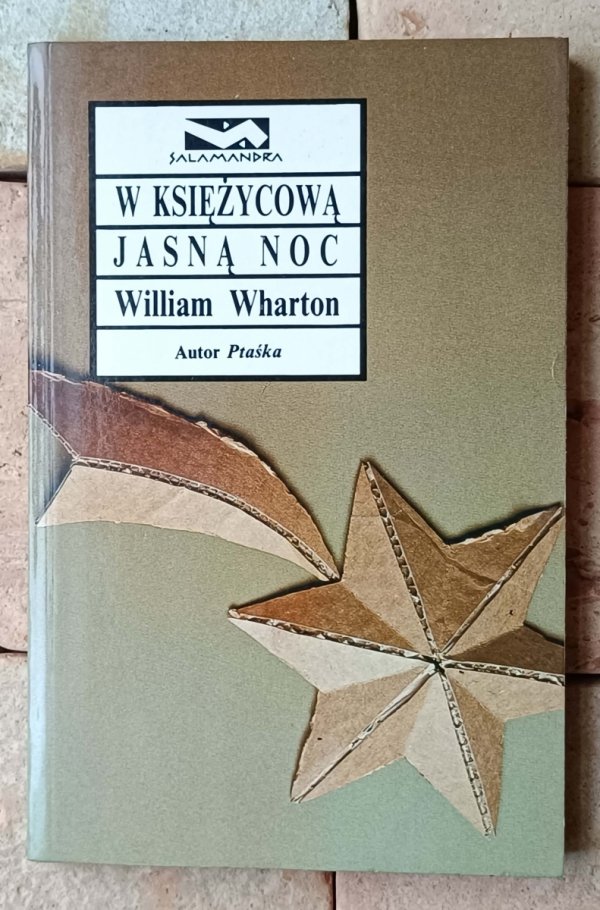 SALAMANDRA
W KSIĘŻYCOWĄ
JASNĄ NOC
William Wharton
Autor Ptaśka